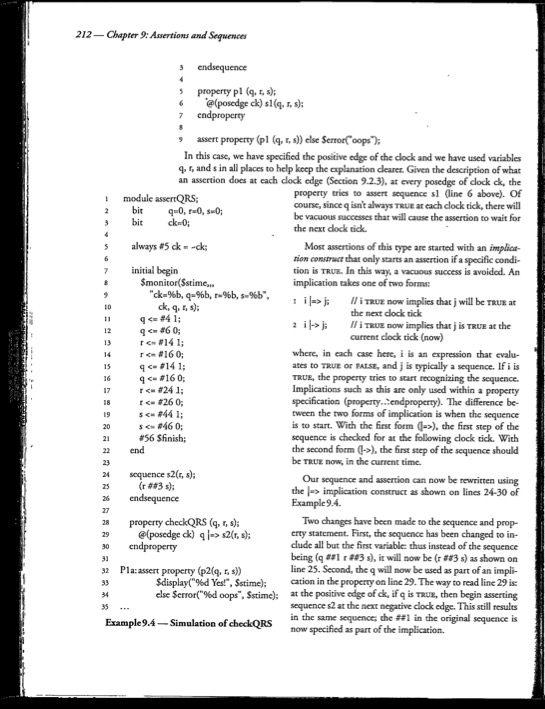 212 — Chapter 9: Assertions and Sequences
3 endsequence
4
5 property p1 (q, r, s);
6 @(posedge ck) s1(q, r, s);
7 endproperty
8
9 assert property (p1 (q, r, s)) else $error("oops");
In this case, we have specified the positive edge of the clock and we have used variables
q, r, and s in all places to help keep the explanation clearer. Given the description of what
an assertion does at each clock edge (Section 9.2.3), at every posedge of clock ck, the
property tries to assert sequence s1 (line 6 above). Of
course, since q isn't always TRUE at each clock tick, there will
be vacuous successes that will cause the assertion to wait for
the next clock tick.
Most assertions of this type are started with an implica-
tion construct that only starts an assertion if a specific condi-
tion is TRUE. In this way, a vacuous success is avoided. An
implication takes one of two forms:
1 i |=> j; // i TRUE now implies that j will be TRUE at
the next clock tick
2 i |-> j; // i TRUE now implies that j is TRUE at the
current clock tick (now)
where, in each case here, i is an expression that evalu-
ates to TRUE or FALSE, and j is typically a sequence. If i is
TRUE, the property tries to start recognizing the sequence.
Implications such as this are only used within a property
specification (property...endproperty). The difference be-
tween the two forms of implication is when the sequence
is to start. With the first form (|=>), the first step of the
sequence is checked for at the following clock tick. With
the second form (|->), the first step of the sequence should
be TRUE now, in the current time.
Our sequence and assertion can now be rewritten using
the |=> implication construct as shown on lines 24-30 of
Example 9.4.
Two changes have been made to the sequence and prop-
erty statement. First, the sequence has been changed to in-
clude all but the first variable: thus instead of the sequence
being (q ##1 r ##3 s), it will now be (r ##3 s) as shown on
line 25. Second, the q will now be used as part of an impli-
cation in the property on line 29. The way to read line 29 is:
at the positive edge of ck, if q is TRUE, then begin asserting
sequence s2 at the next negative clock edge. This still results
in the same sequence; the ##1 in the original sequence is
now specified as part of the implication.
1 module assertQRS;
2 bit q=0, r=0, s=0;
3 bit ck=0;
4
5 always #5 ck = ~ck;
6
7 initial begin
8 $monitor($stime,,,
9 "ck=%b, q=%b, r=%b, s=%b",
10 ck, q, r, s);
11 q <= #4 1;
12 q <= #6 0;
13 r <= #14 1;
14 r <= #16 0;
15 q <= #14 1;
16 q <= #16 0;
17 r <= #24 1;
18 r <= #26 0;
19 s <= #44 1;
20 s <= #46 0;
21 #56 $finish;
22 end
23
24 sequence s2(r, s);
25 (r ##3 s);
26 endsequence
27
28 property checkQRS (q, r, s);
29 @(posedge ck) q |=> s2(r, s);
30 endproperty
31
32 P1a: assert property (p2(q, r, s))
33 $display("%d Yes!", $stime);
34 else $error("%d oops", $stime);
35 ...
Example 9.4 — Simulation of checkQRS